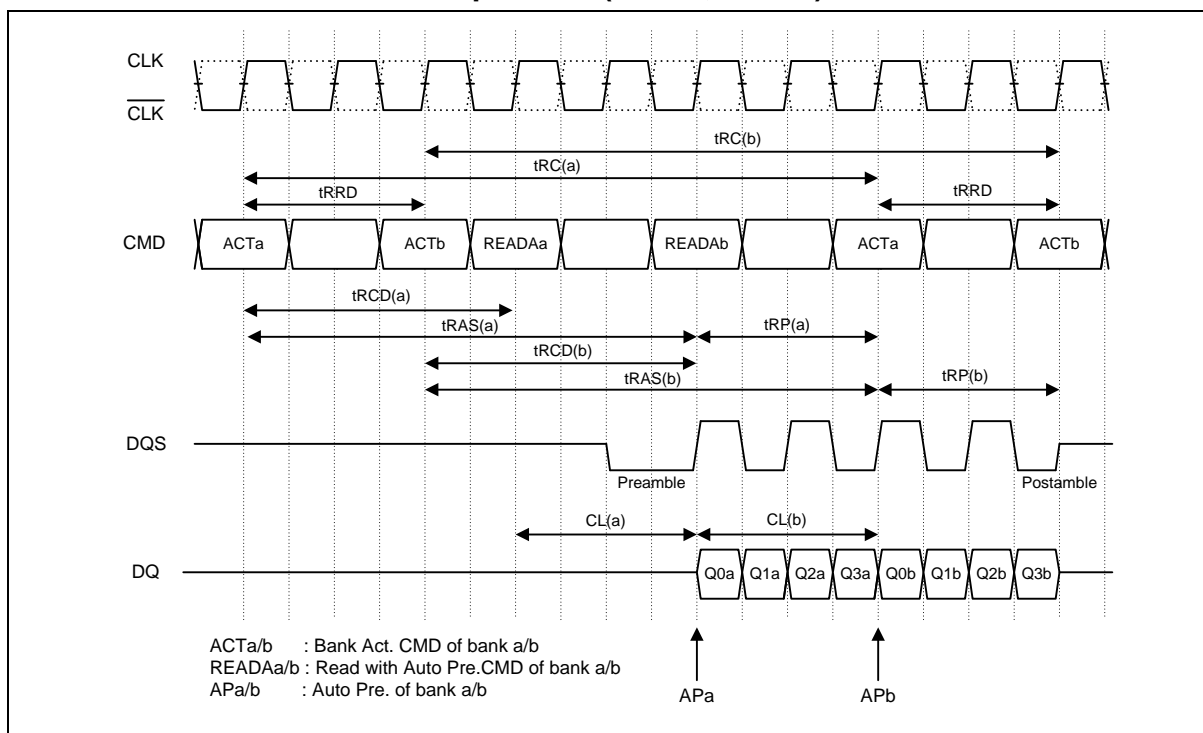 CLK
CLK
tRC(b)
tRC(a)
tRRD
tRRD
CMD
ACTa
ACTb
READAa
READAb
ACTa
ACTb
tRCD(a)
tRAS(a)
tRP(a)
tRCD(b)
tRAS(b)
tRP(b)
DQS
Preamble
Postamble
CL(a)
CL(b)
DQ
Q0a Q1a Q2a Q3a Q0b Q1b Q2b Q3b
ACTa/b : Bank Act. CMD of bank a/b
READAa/b : Read with Auto Pre.CMD of bank a/b
APa/b : Auto Pre. of bank a/b
APa
APb